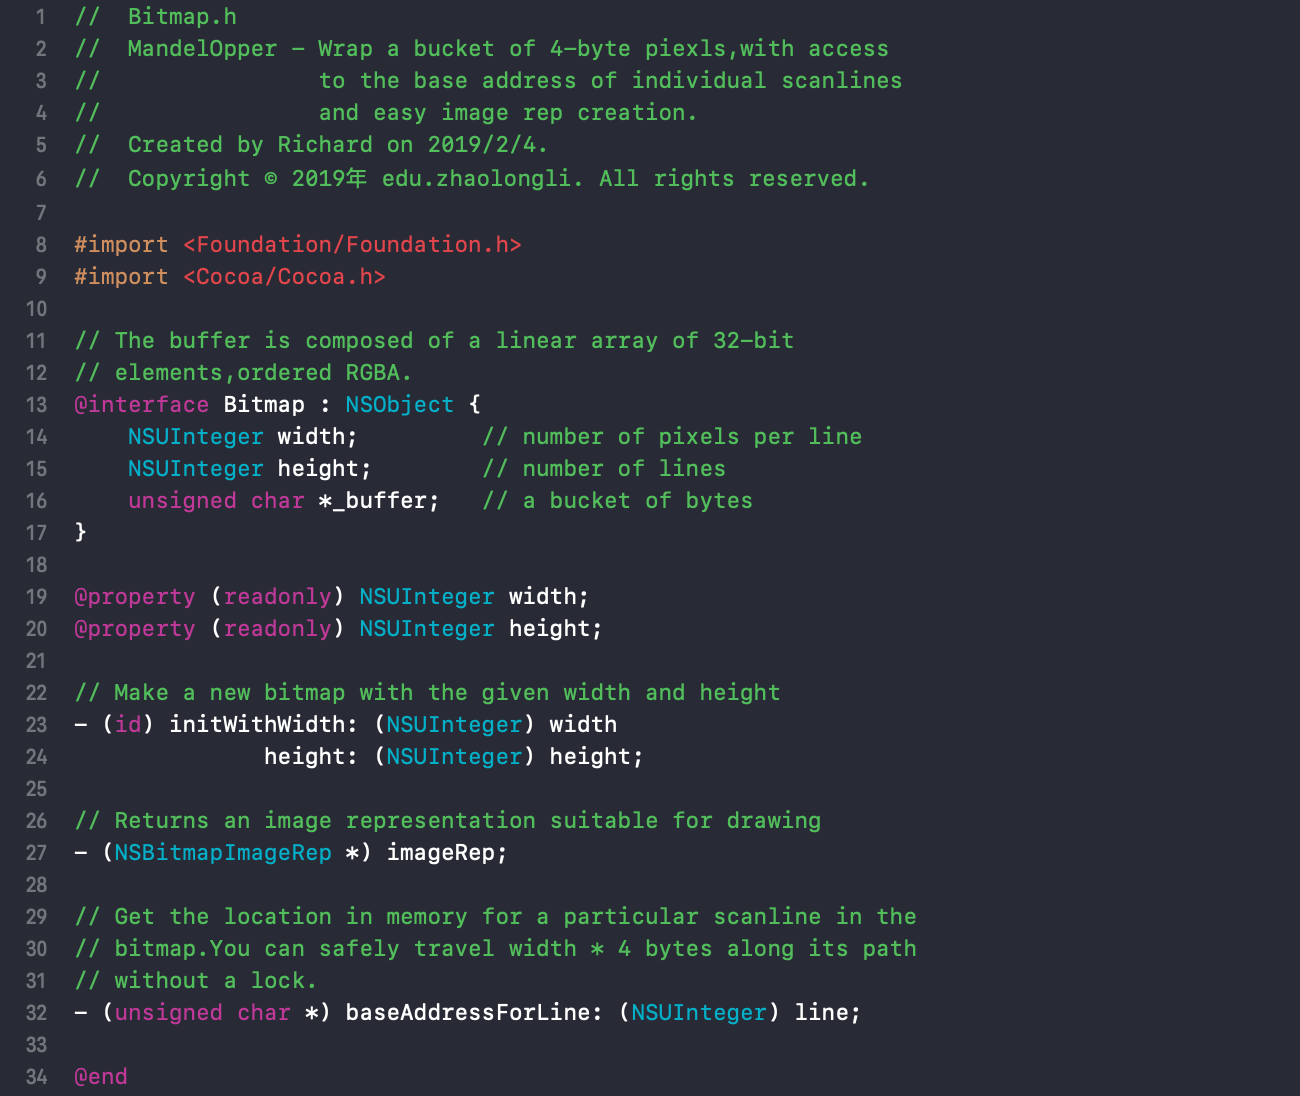 1 //  Bitmap.h
2 //  MandelOpper - Wrap a bucket of 4-byte piexls,with access
3 //                to the base address of individual scanlines
4 //                and easy image rep creation.
5 //  Created by Richard on 2019/2/4.
6 //  Copyright © 2019年 edu.zhaolongli. All rights reserved.
7
8 #import <Foundation/Foundation.h>
9 #import <Cocoa/Cocoa.h>
10
11 // The buffer is composed of a linear array of 32-bit
12 // elements,ordered RGBA.
13 @interface Bitmap : NSObject {
14     NSUInteger width;         // number of pixels per line
15     NSUInteger height;        // number of lines
16     unsigned char *_buffer;   // a bucket of bytes
17 }
18
19 @property (readonly) NSUInteger width;
20 @property (readonly) NSUInteger height;
21
22 // Make a new bitmap with the given width and height
23 - (id) initWithWidth: (NSUInteger) width
24               height: (NSUInteger) height;
25
26 // Returns an image representation suitable for drawing
27 - (NSBitmapImageRep *) imageRep;
28
29 // Get the location in memory for a particular scanline in the
30 // bitmap.You can safely travel width * 4 bytes along its path
31 // without a lock.
32 - (unsigned char *) baseAddressForLine: (NSUInteger) line;
33
34 @end